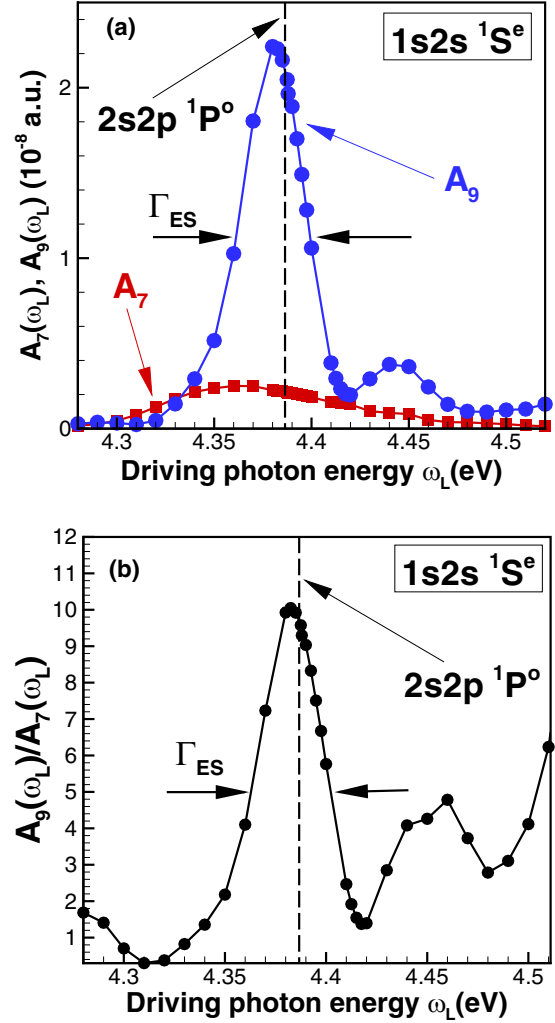 (a)
1s2s ¹Sᵉ
2s2p ¹Pᵒ
A₉
Γ_ES
A₇
A₇(ω_L), A₉(ω_L) (10⁻⁸ a.u.)
2
1
0
4.3
4.35
4.4
4.45
4.5
Driving photon energy ω_L(eV)
(b)
1s2s ¹Sᵉ
2s2p ¹Pᵒ
Γ_ES
A₉(ω_L)/A₇(ω_L)
12
11
10
9
8
7
6
5
4
3
2
1
4.3
4.35
4.4
4.45
4.5
Driving photon energy ω_L(eV)